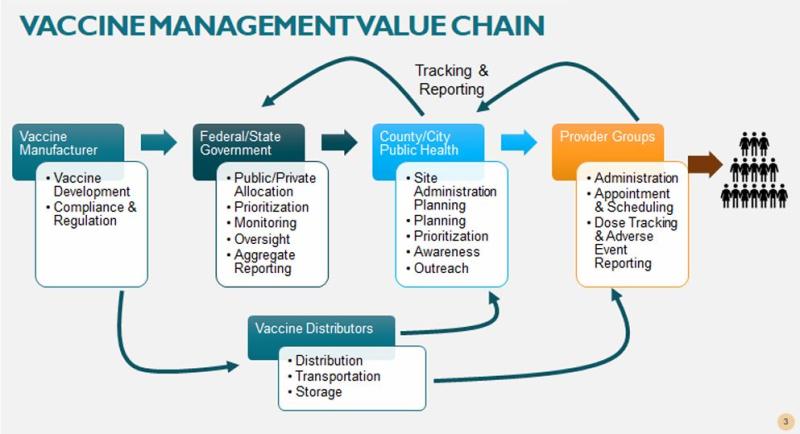 VACCINE MANAGEMENT VALUE CHAIN
Tracking &
Reporting
Vaccine
Manufacturer
• Vaccine
Development
• Compliance &
Regulation
Federal/State
Government
• Public/Private
Allocation
• Prioritization
• Monitoring
• Oversight
• Aggregate
Reporting
County/City
Public Health
• Site
Administration
Planning
• Planning
• Prioritization
• Awareness
• Outreach
Provider Groups
• Administration
• Appointment
& Scheduling
• Dose Tracking
& Adverse
Event
Reporting
Vaccine Distributors
• Distribution
• Transportation
• Storage
3